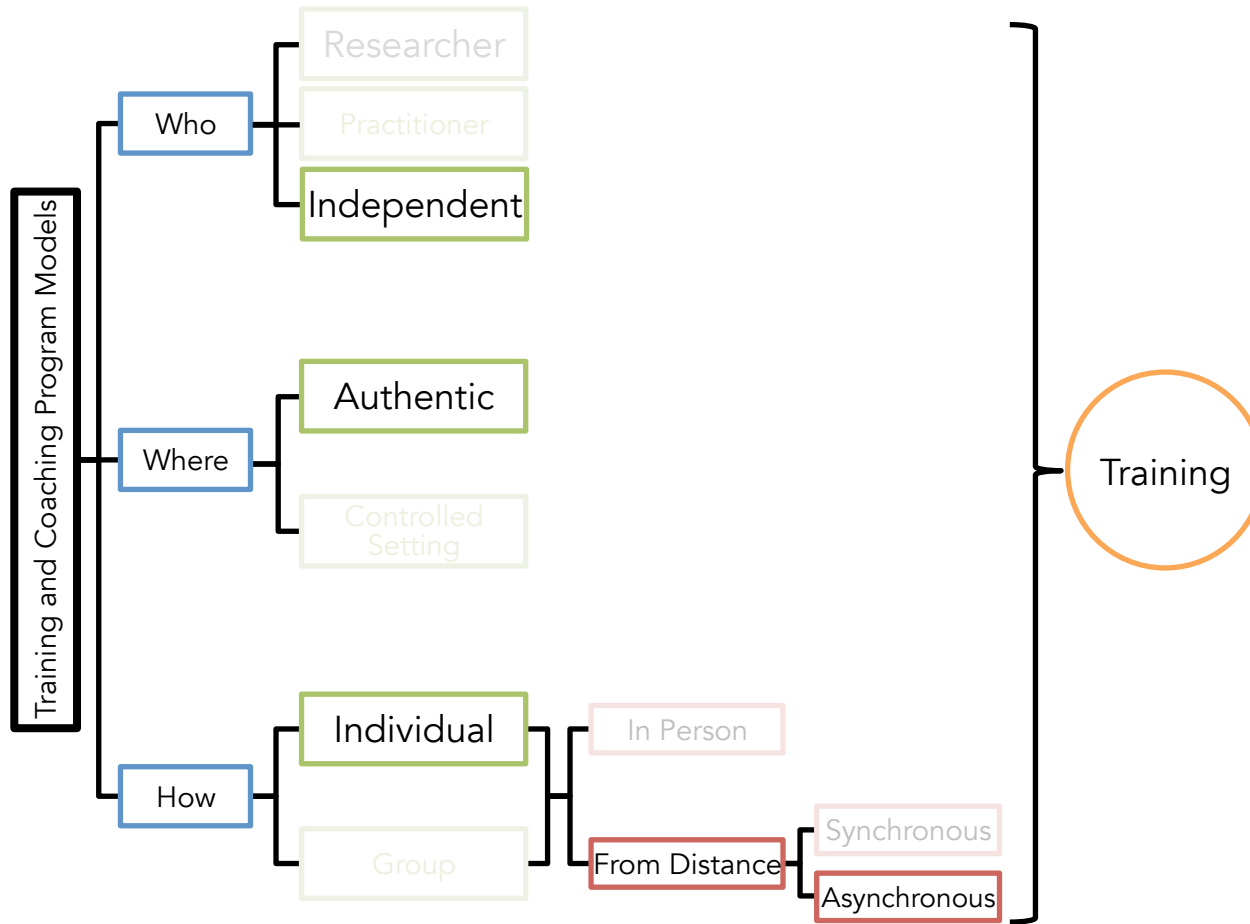 Training and Coaching Program Models
Who
Researcher
Practitioner
Independent
Where
Authentic
Controlled
Setting
How
Individual
Group
In Person
From Distance
Synchronous
Asynchronous
Training